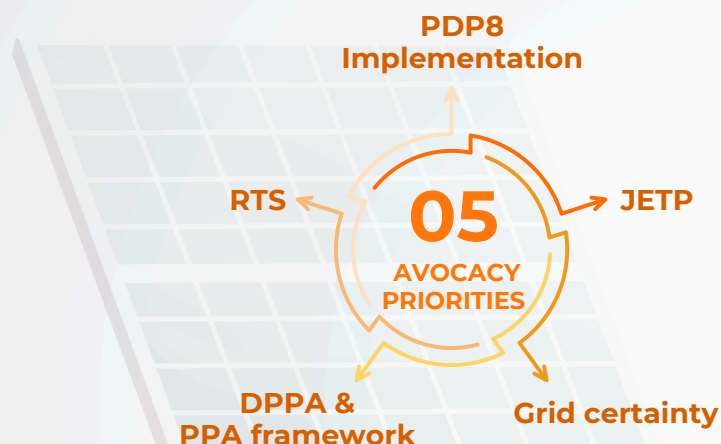 PDP8
Implementation
RTS
JETP
05
AVOCACY
PRIORITIES
DPPA &
PPA framework
Grid certainty